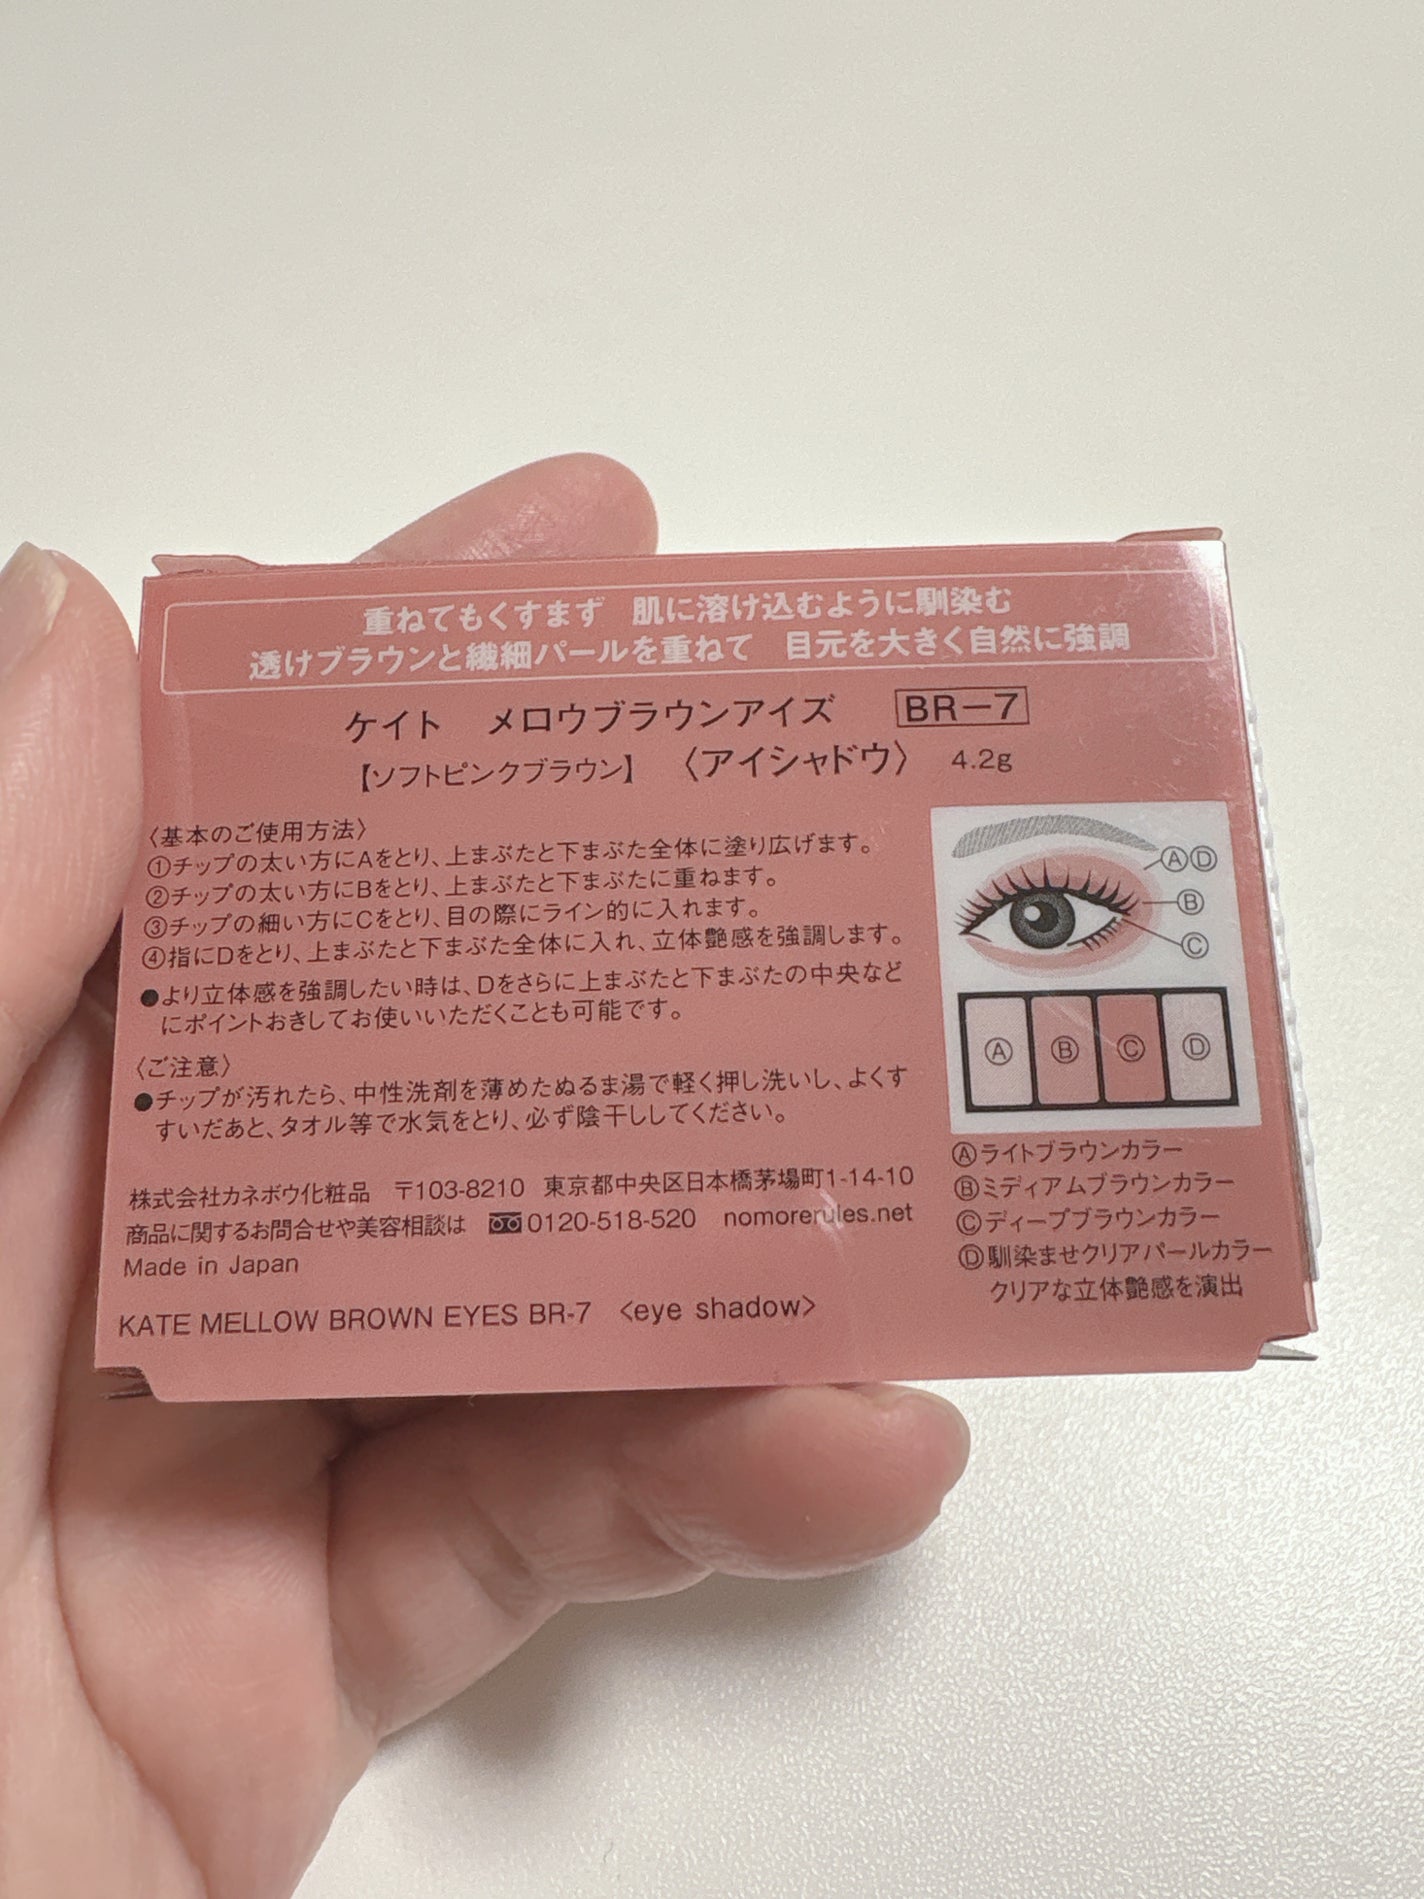 重ねてもくすまず 肌に溶け込むように馴染む
透けブラウンと繊細パールを重ねて 目元を大きく自然に強調
ケイト メロウブラウンアイズ BR-7
【ソフトピンクブラウン】 〈アイシャドウ〉 4.2g
〈基本のご使用方法〉
①チップの太い方にAをとり、上まぶたと下まぶた全体に塗り広げます。
②チップの太い方にBをとり、上まぶたと下まぶたに重ねます。
③チップの細い方にCをとり、目の際にライン的に入れます。
④指にDをとり、上まぶたと下まぶた全体に入れ、立体艶感を強調します。
●より立体感を強調したい時は、Dをさらに上まぶたと下まぶたの中央など
にポイントおきしてお使いいただくことも可能です。
〈ご注意〉
●チップが汚れたら、中性洗剤を薄めたぬるま湯で軽く押し洗いし、よくす
すいだあと、タオル等で水気をとり、必ず陰干ししてください。
株式会社カネボウ化粧品 〒103-8210 東京都中央区日本橋茅場町1-14-10
商品に関するお問合せや美容相談は 0120-518-520 nomorerules.net
Made in Japan
KATE MELLOW BROWN EYES BR-7 <eye shadow>
Ⓐ Ⓓ
Ⓑ
Ⓒ
Ⓐ Ⓑ Ⓒ Ⓓ
Ⓐライトブラウンカラー
Ⓑミディアムブラウンカラー
Ⓒディープブラウンカラー
Ⓓ馴染ませクリアパールカラー
クリアな立体艶感を演出